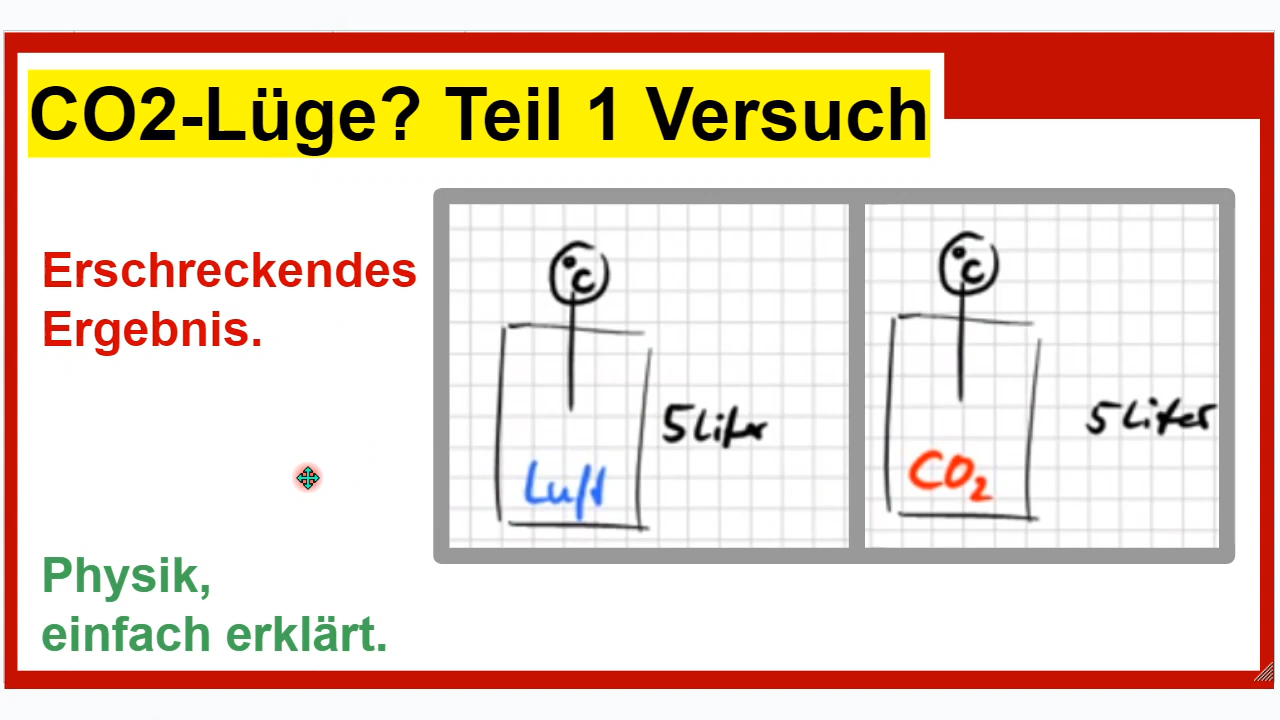 CO2-Lüge? Teil 1 Versuch
Erschreckendes
Ergebnis.
°C
5 Liter
Luft
°C
5 Liter
CO₂
Physik,
einfach erklärt.